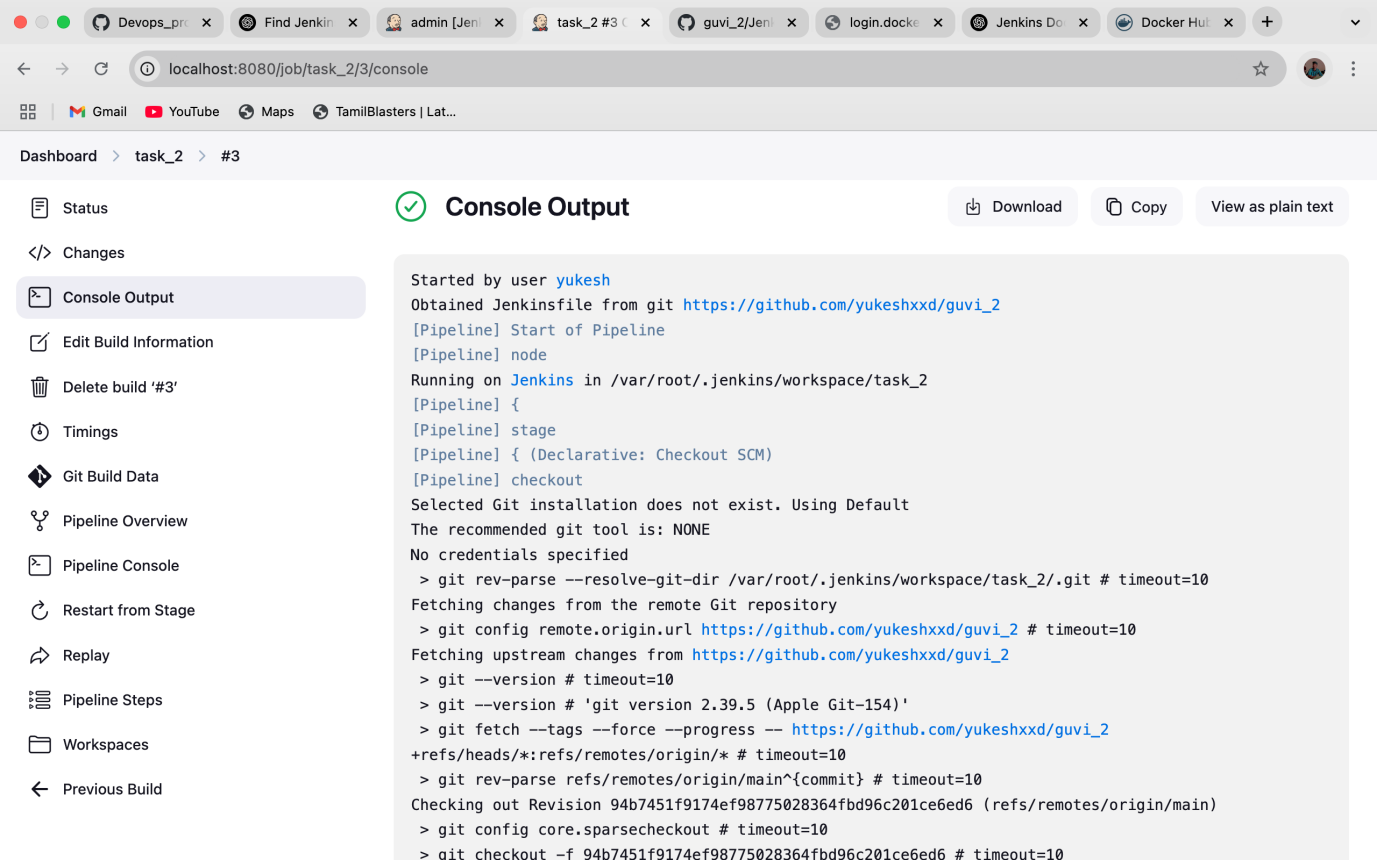 Devops_pro
Find Jenkin
admin [Jen
task_2 #3 C
guvi_2/Jenk
login.docke
Jenkins Do
Docker Hub
localhost:8080/job/task_2/3/console
Gmail
YouTube
Maps
TamilBlasters | Lat...
Dashboard
task_2
#3
Status
Changes
Console Output
Edit Build Information
Delete build ‘#3’
Timings
Git Build Data
Pipeline Overview
Pipeline Console
Restart from Stage
Replay
Pipeline Steps
Workspaces
Previous Build
Console Output
Download
Copy
View as plain text
Started by user yukesh
Obtained Jenkinsfile from git https://github.com/yukeshxxd/guvi_2
[Pipeline] Start of Pipeline
[Pipeline] node
Running on Jenkins in /var/root/.jenkins/workspace/task_2
[Pipeline] {
[Pipeline] stage
[Pipeline] { (Declarative: Checkout SCM)
[Pipeline] checkout
Selected Git installation does not exist. Using Default
The recommended git tool is: NONE
No credentials specified
> git rev-parse --resolve-git-dir /var/root/.jenkins/workspace/task_2/.git # timeout=10
Fetching changes from the remote Git repository
> git config remote.origin.url https://github.com/yukeshxxd/guvi_2 # timeout=10
Fetching upstream changes from https://github.com/yukeshxxd/guvi_2
> git --version # timeout=10
> git --version # 'git version 2.39.5 (Apple Git-154)'
> git fetch --tags --force --progress -- https://github.com/yukeshxxd/guvi_2
+refs/heads/*:refs/remotes/origin/* # timeout=10
> git rev-parse refs/remotes/origin/main^{commit} # timeout=10
Checking out Revision 94b7451f9174ef98775028364fbd96c201ce6ed6 (refs/remotes/origin/main)
> git config core.sparsecheckout # timeout=10
> git checkout -f 94b7451f9174ef98775028364fbd96c201ce6ed6 # timeout=10